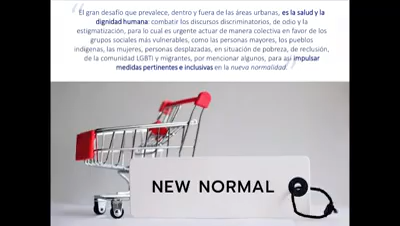 El gran desafío que prevalece, dentro y fuera de las áreas urbanas, es la salud y la
dignidad humana: combatir los discursos discriminatorios, de odio y la
estigmatización, para lo cual es urgente actuar de manera colectiva en favor de los
grupos sociales más vulnerables, como las personas mayores, los pueblos
indígenas, las mujeres, personas desplazadas, en situación de pobreza, de reclusión,
de la comunidad LGBTI y migrantes, por mencionar algunos, para así impulsar
medidas pertinentes e inclusivas en la nueva normalidad.
NEW NORMAL